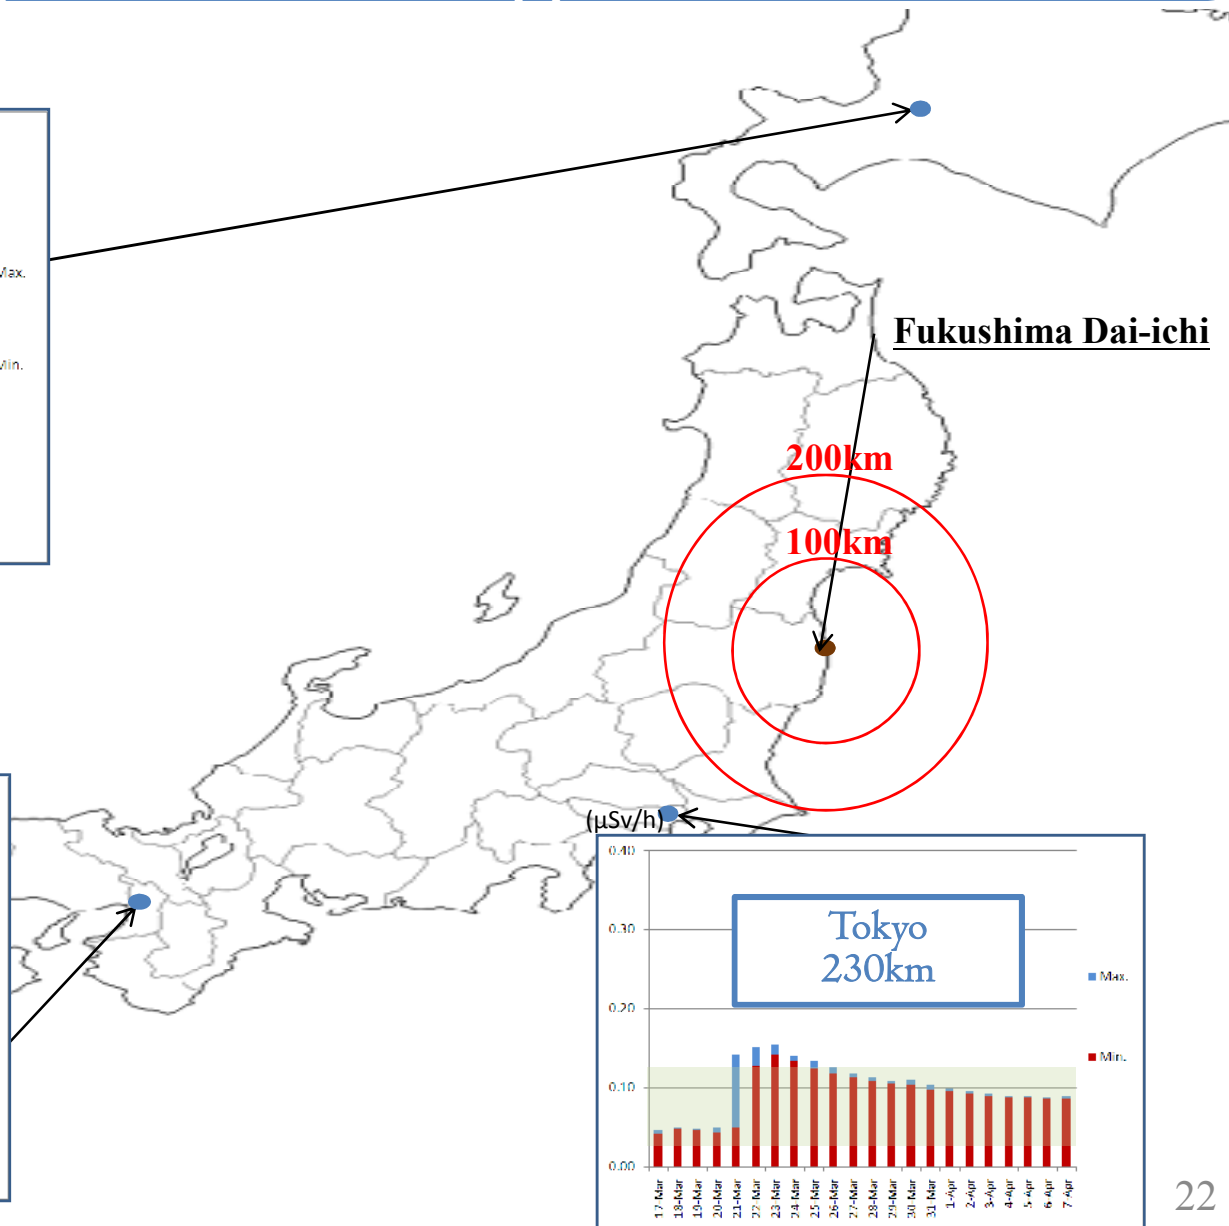 Max.
Min.
Fukushima Dai-ichi
200km
100km
(μSv/h)
0.40
0.30
0.20
0.10
0.00
Tokyo
230km
Max.
Min.
17-Mar
18-Mar
19-Mar
20-Mar
21-Mar
22-Mar
23-Mar
24-Mar
25-Mar
26-Mar
27-Mar
28-Mar
29-Mar
30-Mar
31-Mar
1-Apr
2-Apr
3-Apr
4-Apr
5-Apr
6-Apr
7-Apr
22